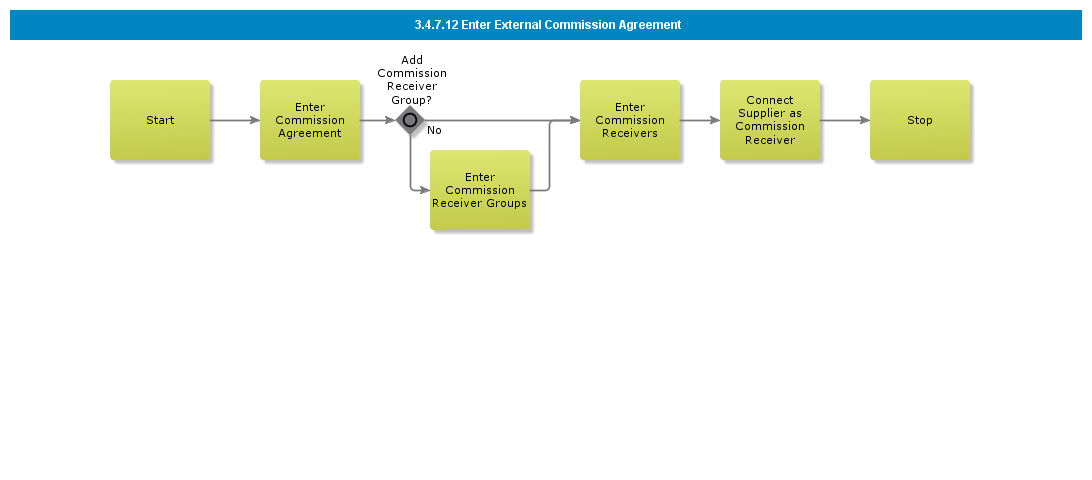 3.4.7.12 Enter External Commission Agreement
Start
Enter
Commission
Agreement
Add
Commission
Receiver
Group?
No
Enter
Commission
Receiver Groups
Enter
Commission
Receivers
Connect
Supplier as
Commission
Receiver
Stop